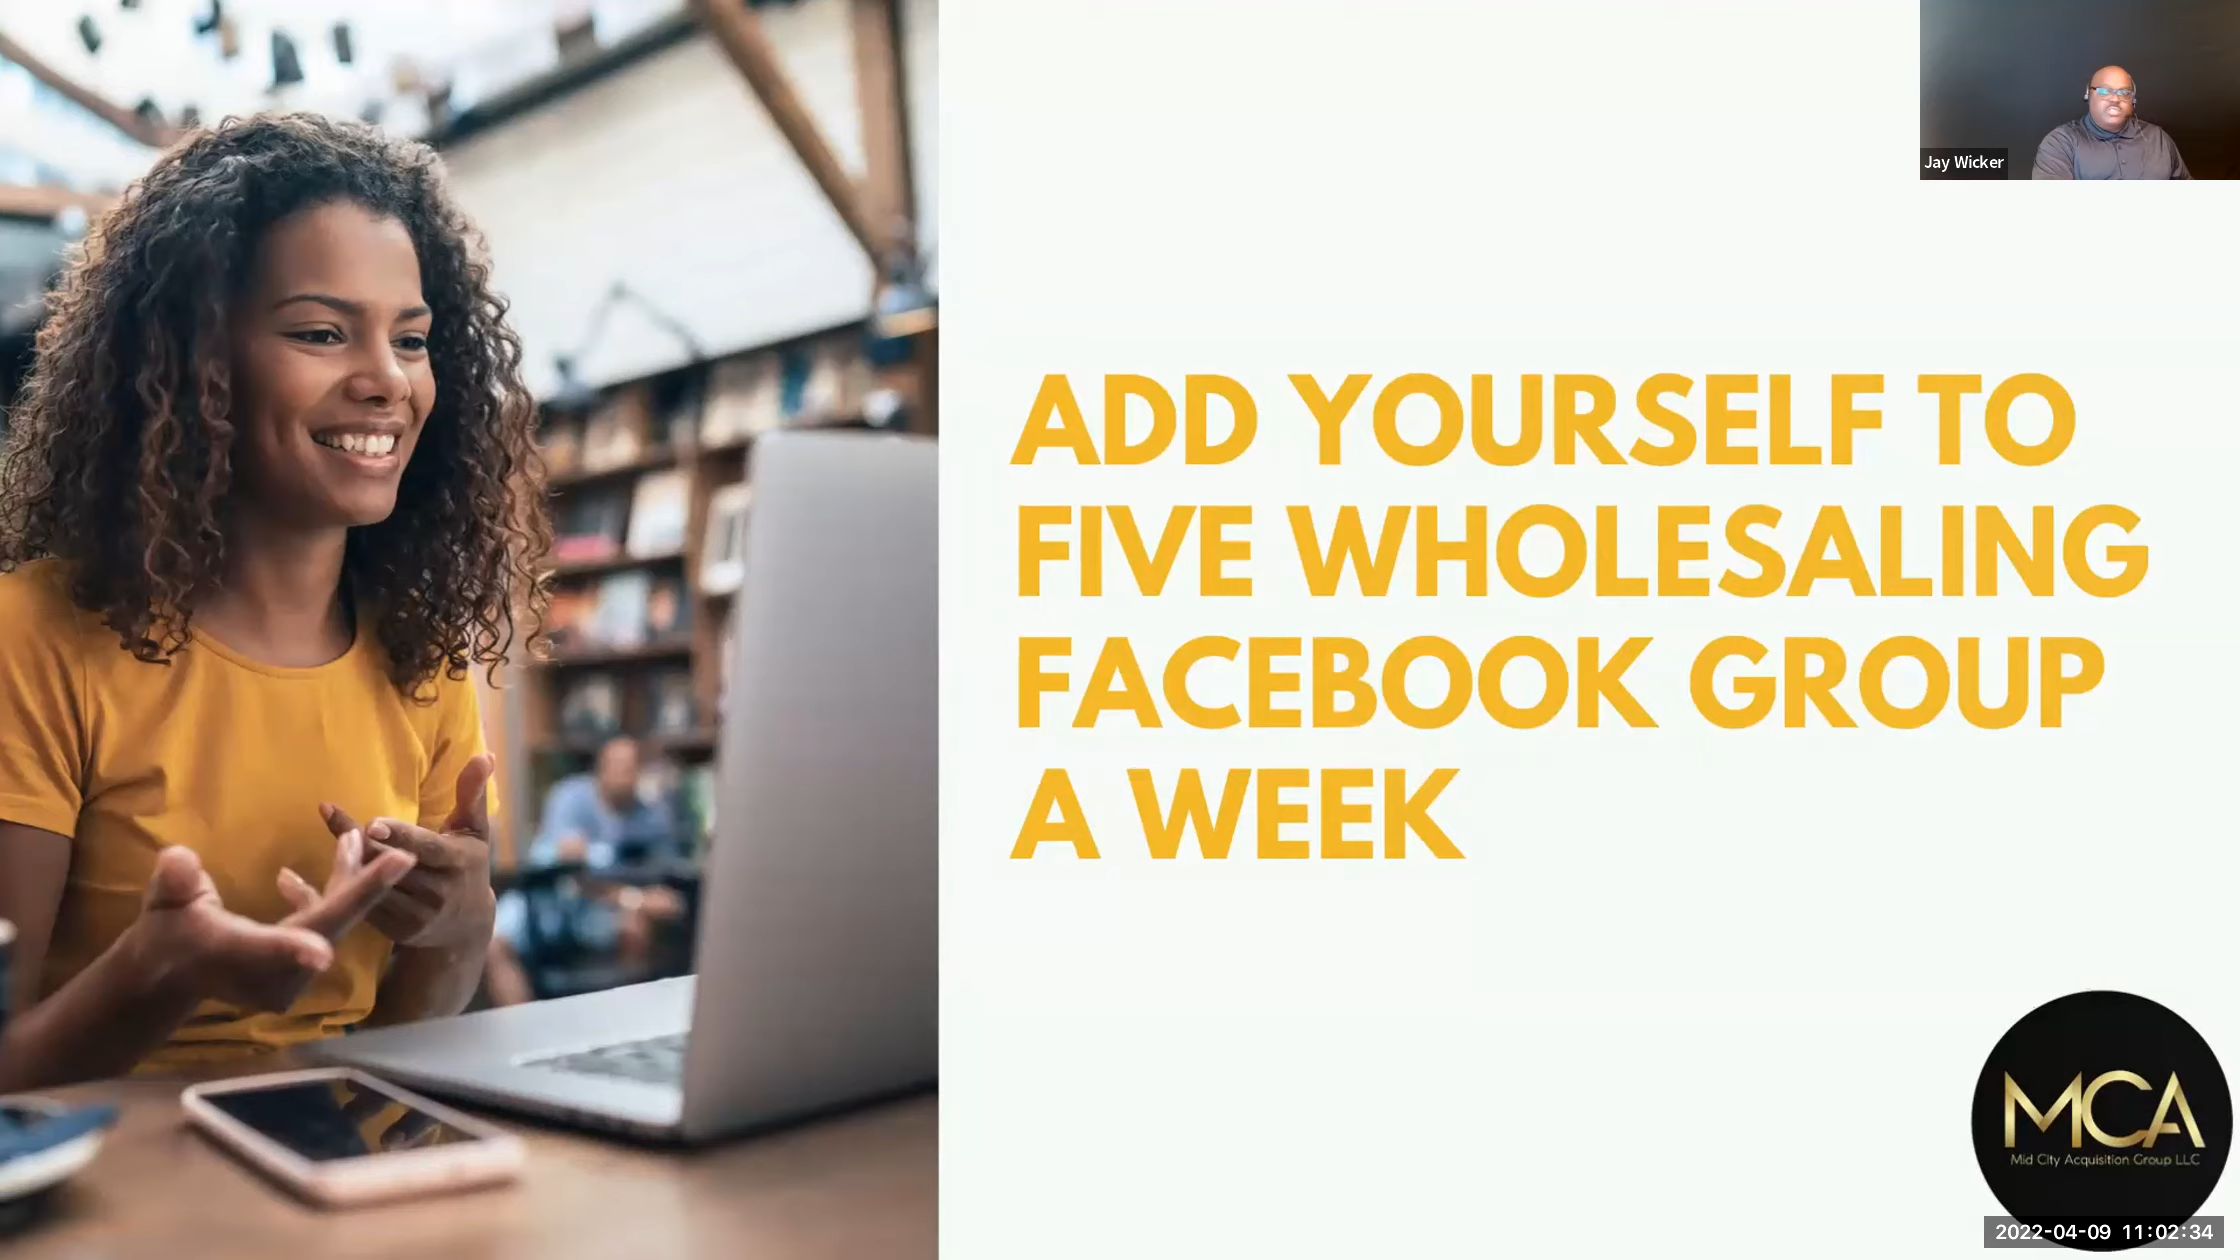 Jay Wicker
ADD YOURSELF TO
FIVE WHOLESALING
FACEBOOK GROUP
A WEEK
MCA
Mid City Acquisition Group LLC
2022-04-09 11:02:34